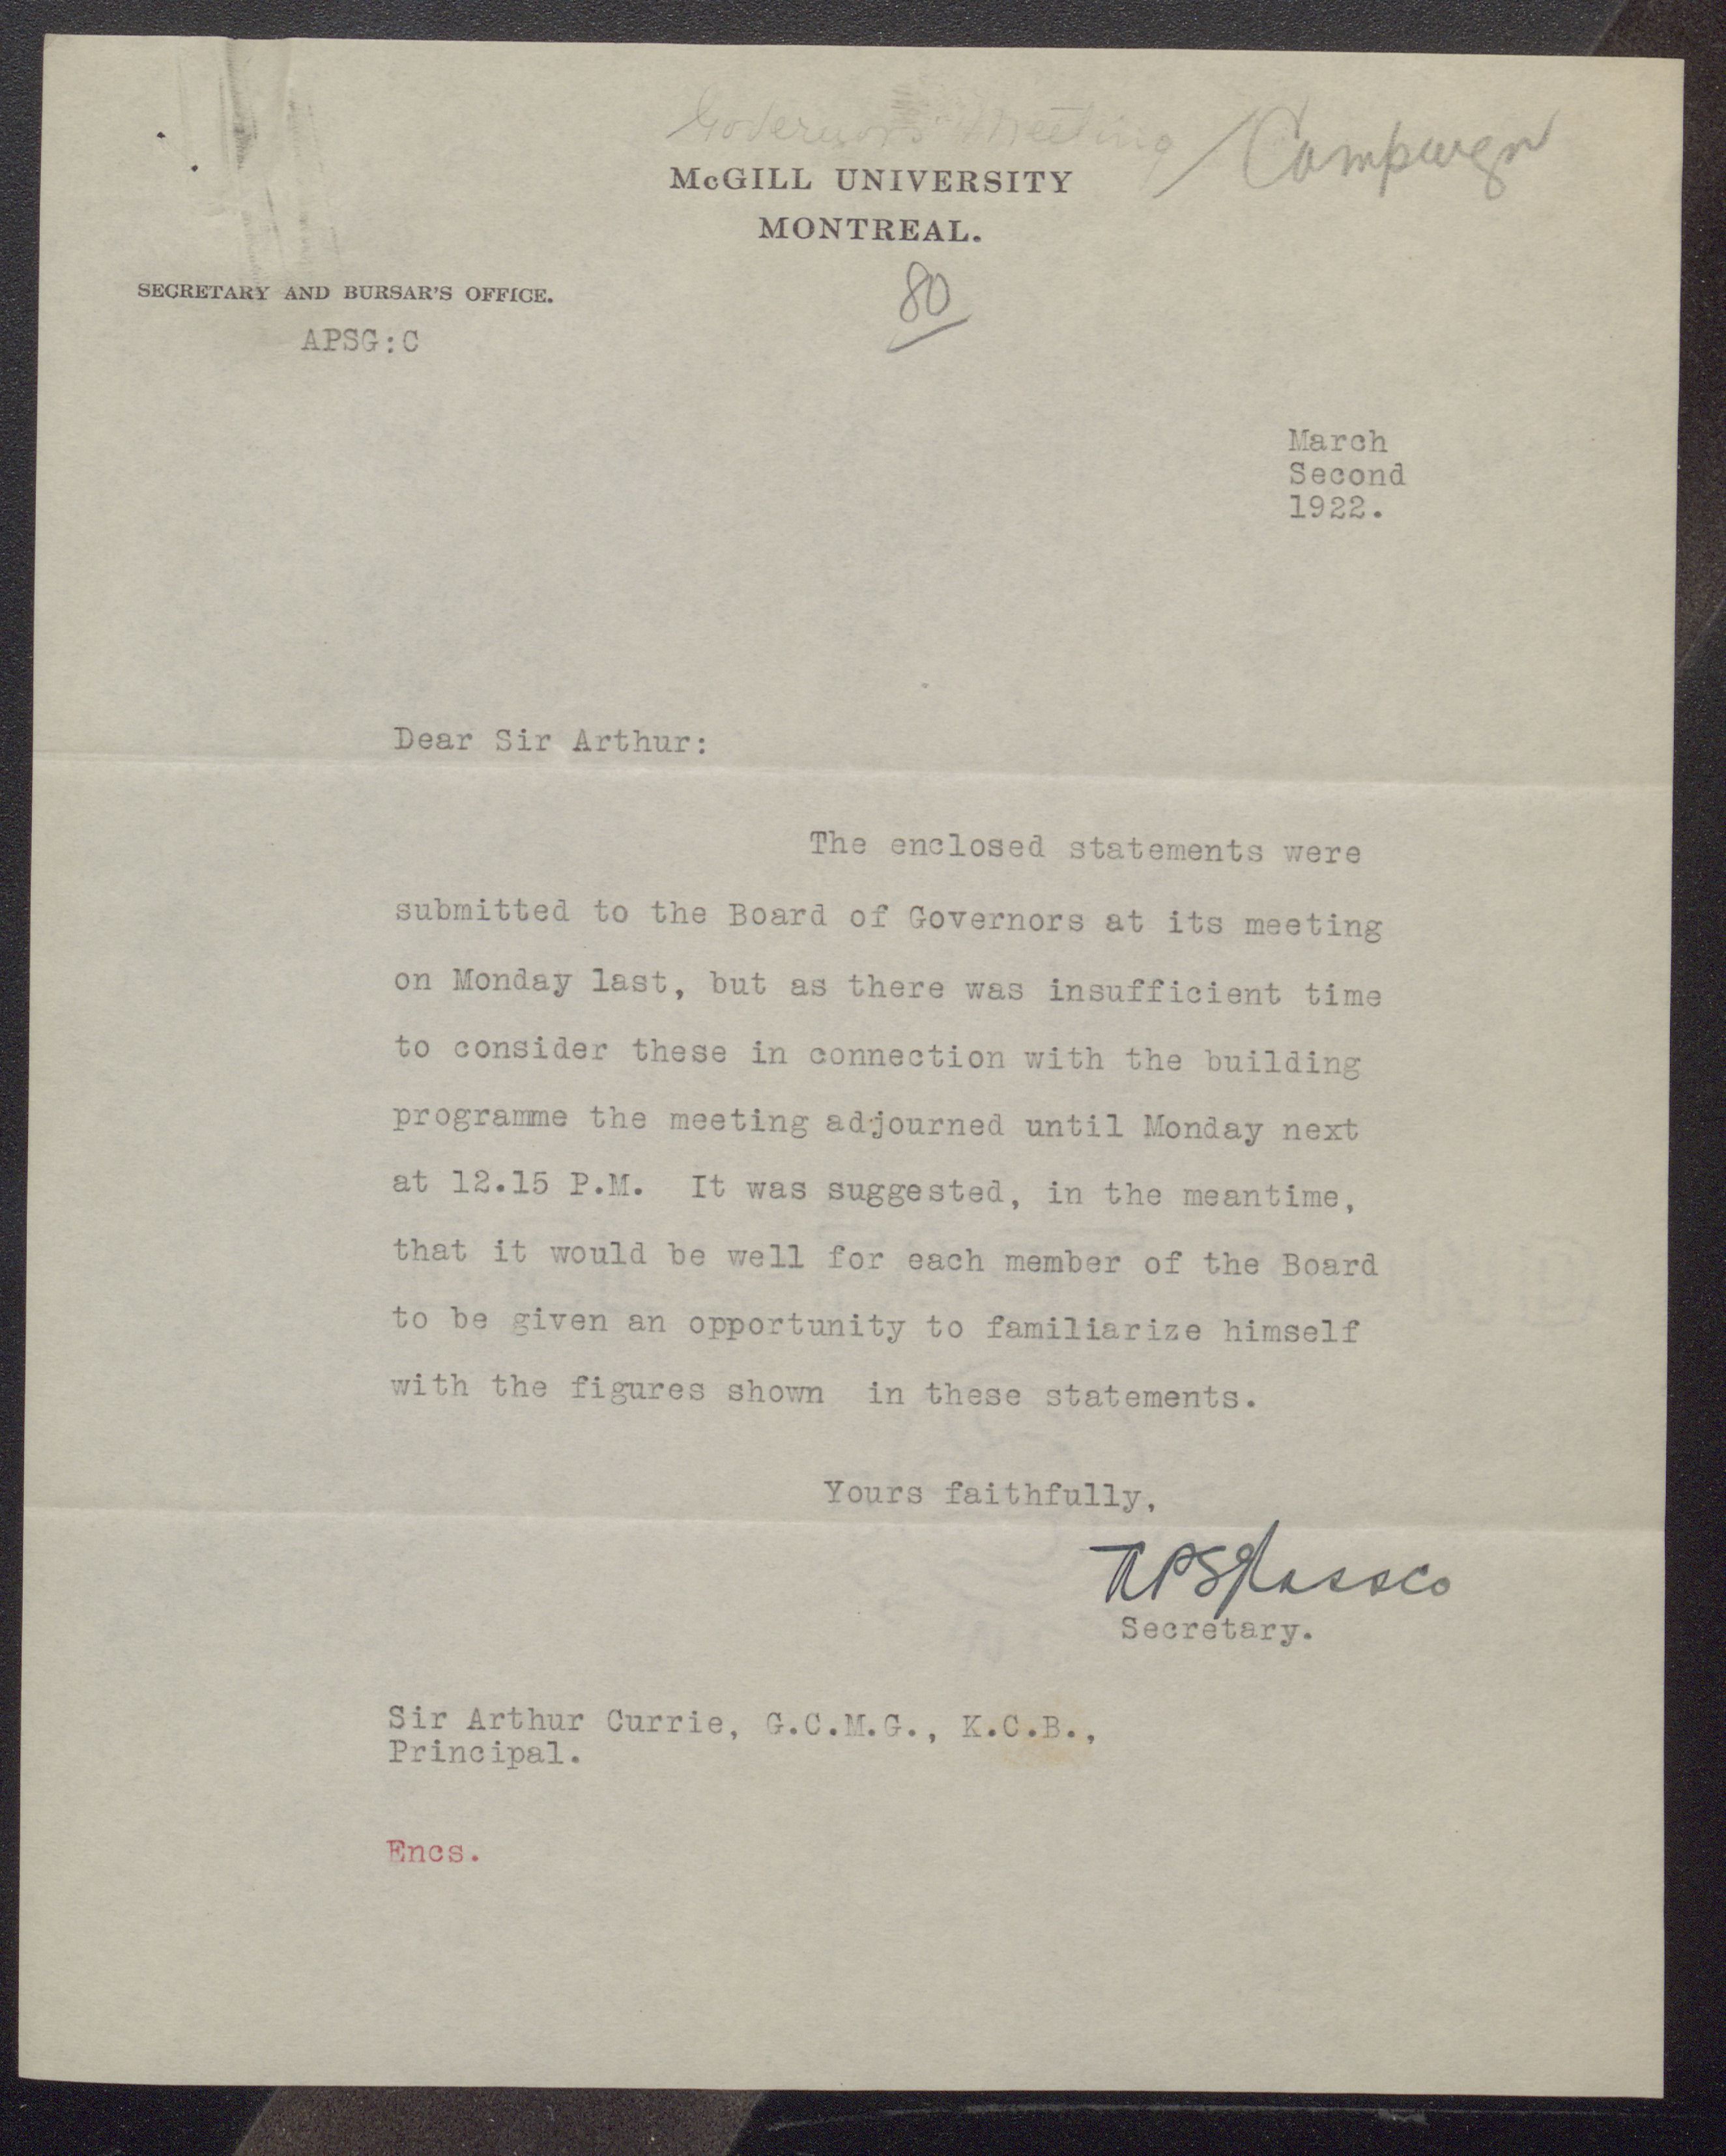 Governors' Meeting / Campaign
McGILL UNIVERSITY
MONTREAL.
80
SECRETARY AND BURSAR'S OFFICE.
APSG:C
March
Second
1922.
Dear Sir Arthur:
The enclosed statements were
submitted to the Board of Governors at its meeting
on Monday last, but as there was insufficient time
to consider these in connection with the building
programme the meeting adjourned until Monday next
at 12.15 P.M. It was suggested, in the meantime,
that it would be well for each member of the Board
to be given an opportunity to familiarize himself
with the figures shown in these statements.
Yours faithfully,
APSGlassco
Secretary.
Sir Arthur Currie, G.C.M.G., K.C.B.,
Principal.
Encs.